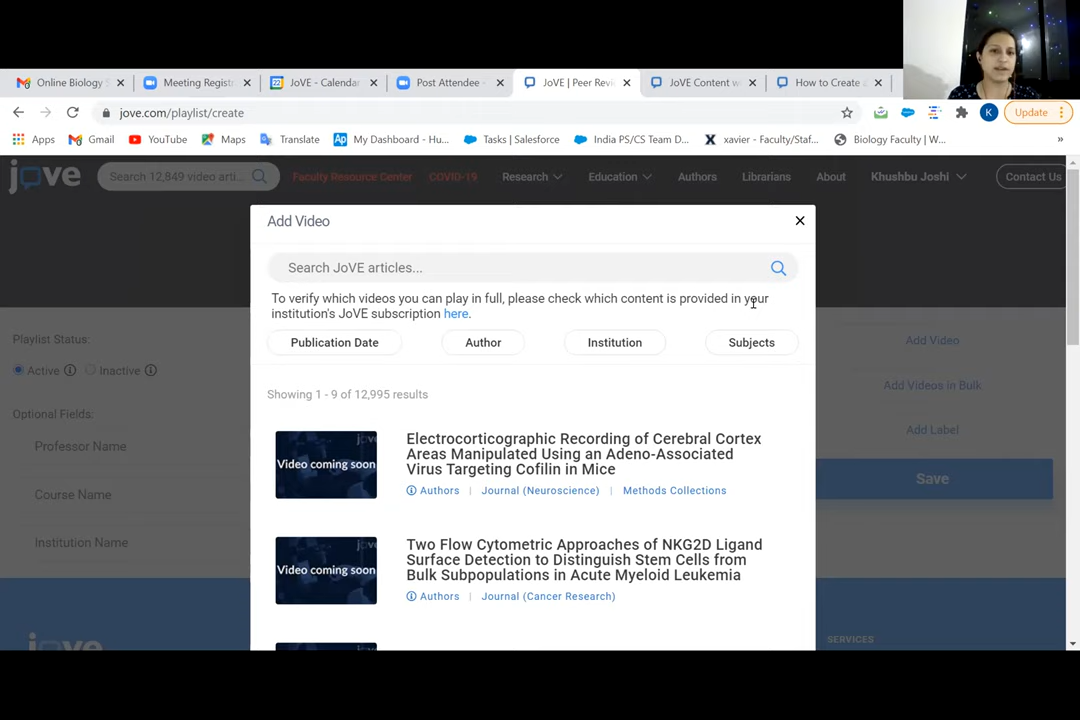 Online Biology S
Meeting Registr
JoVE - Calendar
Post Attendee -
JoVE | Peer Revi
JoVE Content w
How to Create a
jove.com/playlist/create
K
Update
Apps
Gmail
YouTube
Maps
Translate
My Dashboard - Hu...
Tasks | Salesforce
India PS/CS Team D...
xavier - Faculty/Staf...
Biology Faculty | W...
»
jove
Search 12,849 video arti...
Faculty Resource Center
COVID-19
Research
Education
Authors
Librarians
About
Khushbu Joshi
Contact Us
Add Video
Search JoVE articles...
To verify which videos you can play in full, please check which content is provided in your
institution's JoVE subscription here.
Publication Date
Author
Institution
Subjects
Showing 1 - 9 of 12,995 results
Video coming soon
Electrocorticographic Recording of Cerebral Cortex
Areas Manipulated Using an Adeno-Associated
Virus Targeting Cofilin in Mice
Authors | Journal (Neuroscience) | Methods Collections
Video coming soon
Two Flow Cytometric Approaches of NKG2D Ligand
Surface Detection to Distinguish Stem Cells from
Bulk Subpopulations in Acute Myeloid Leukemia
Authors | Journal (Cancer Research)
Playlist Status:
Active
Inactive
Optional Fields:
Professor Name
Course Name
Institution Name
Add Video
Add Videos in Bulk
Add Label
Save
SERVICES